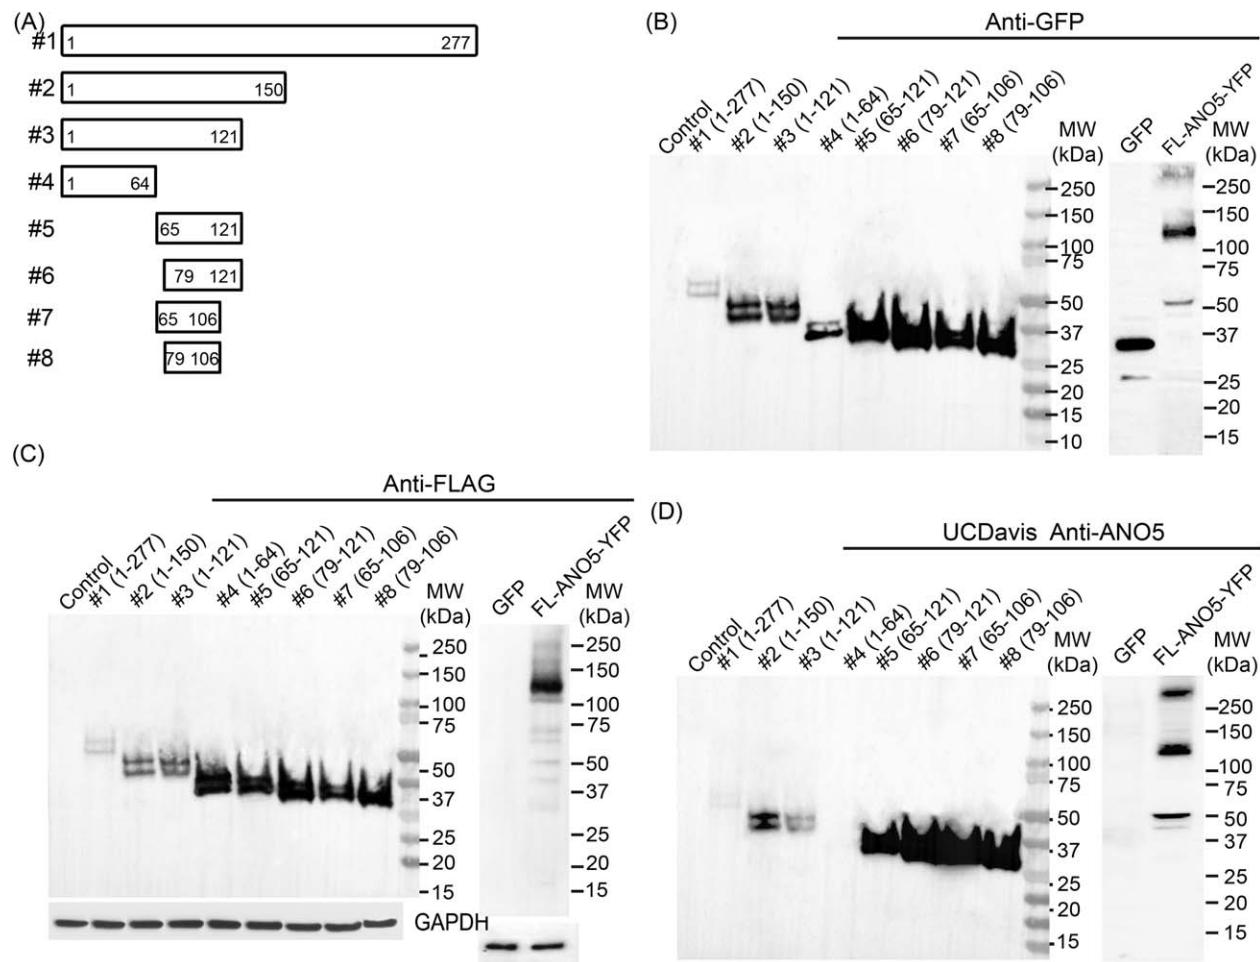 (A)
#1 1 277
#2 1 150
#3 1 121
#4 1 64
#5 65 121
#6 79 121
#7 65 106
#8 79 106
(B)
Anti-GFP
Control
#1 (1-277)
#2 (1-150)
#3 (1-121)
#4 (1-64)
#5 (65-121)
#6 (79-121)
#7 (65-106)
#8 (79-106)
MW
(kDa)
250
150
100
75
50
37
25
20
15
10
GFP
FL-ANO5-YFP
MW
(kDa)
250
150
100
75
50
37
25
20
15
(C)
Anti-FLAG
Control
#1 (1-277)
#2 (1-150)
#3 (1-121)
#4 (1-64)
#5 (65-121)
#6 (79-121)
#7 (65-106)
#8 (79-106)
MW
(kDa)
250
150
100
75
50
37
25
20
15
GFP
FL-ANO5-YFP
MW
(kDa)
250
150
100
75
50
37
25
20
15
GAPDH
(D)
UCDavis Anti-ANO5
Control
#1 (1-277)
#2 (1-150)
#3 (1-121)
#4 (1-64)
#5 (65-121)
#6 (79-121)
#7 (65-106)
#8 (79-106)
MW
(kDa)
250
150
100
75
50
37
25
20
15
GFP
FL-ANO5-YFP
MW
(kDa)
250
150
100
75
50
37
25
20
15